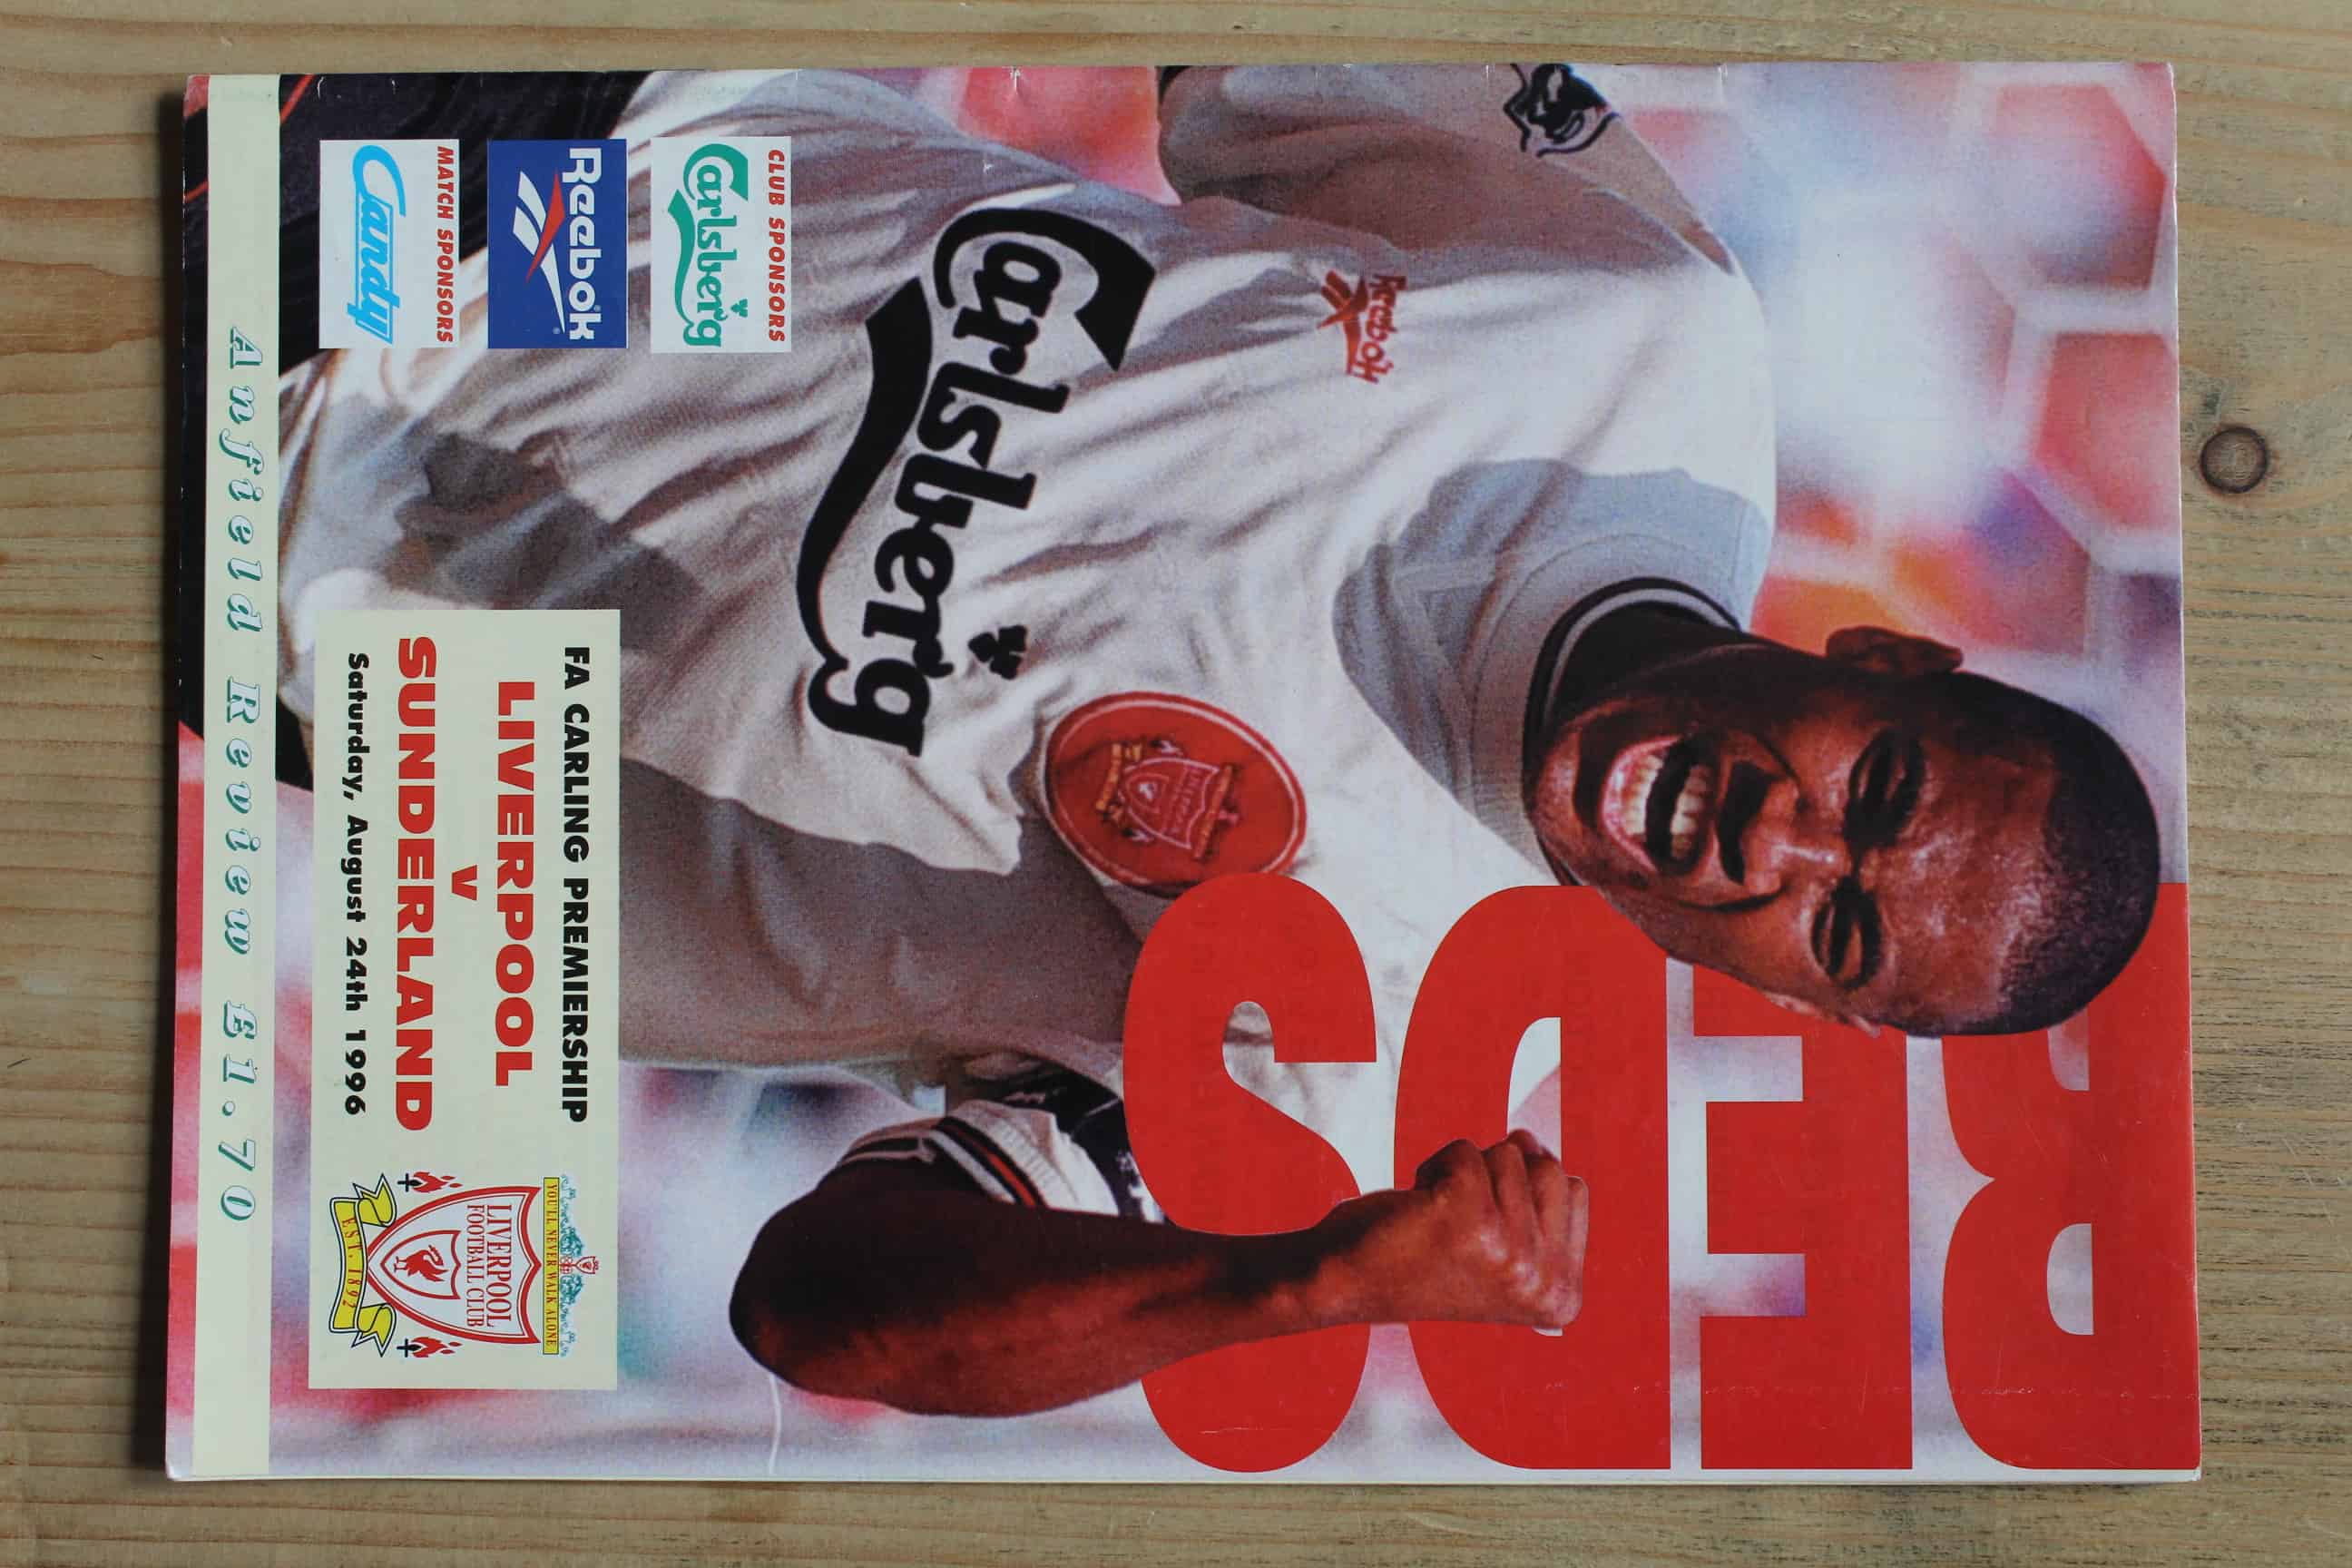 REDS
Reebok
Carlsberg
CLUB SPONSORS
Carlsberg
Reebok
MATCH SPONSORS
Candy
FA CARLING PREMIERSHIP
LIVERPOOL
V
SUNDERLAND
Saturday, August 24th 1996
YOU'LL NEVER WALK ALONE
LIVERPOOL
FOOTBALL CLUB
EST·1892
Anfield Review £1.70